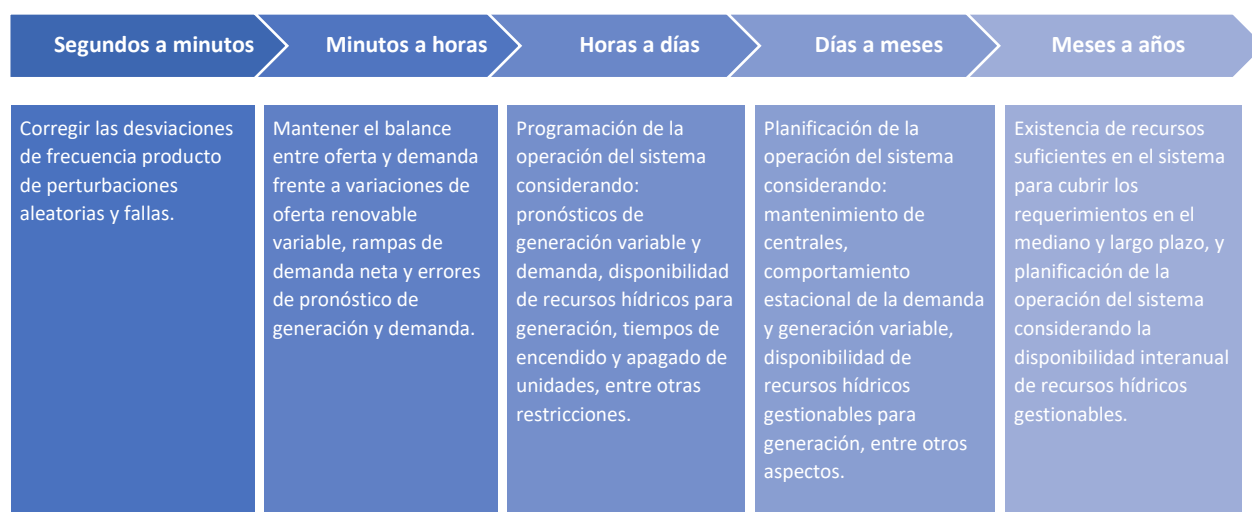 Segundos a minutos
Minutos a horas
Horas a días
Días a meses
Meses a años
Corregir las desviaciones
de frecuencia producto
de perturbaciones
aleatorias y fallas.
Mantener el balance
entre oferta y demanda
frente a variaciones de
oferta renovable
variable, rampas de
demanda neta y errores
de pronóstico de
generación y demanda.
Programación de la
operación del sistema
considerando:
pronósticos de
generación variable y
demanda, disponibilidad
de recursos hídricos para
generación, tiempos de
encendido y apagado de
unidades, entre otras
restricciones.
Planificación de la
operación del sistema
considerando:
mantenimiento de
centrales,
comportamiento
estacional de la demanda
y generación variable,
disponibilidad de
recursos hídricos
gestionables para
generación, entre otros
aspectos.
Existencia de recursos
suficientes en el sistema
para cubrir los
requerimientos en el
mediano y largo plazo, y
planificación de la
operación del sistema
considerando la
disponibilidad interanual
de recursos hídricos
gestionables.